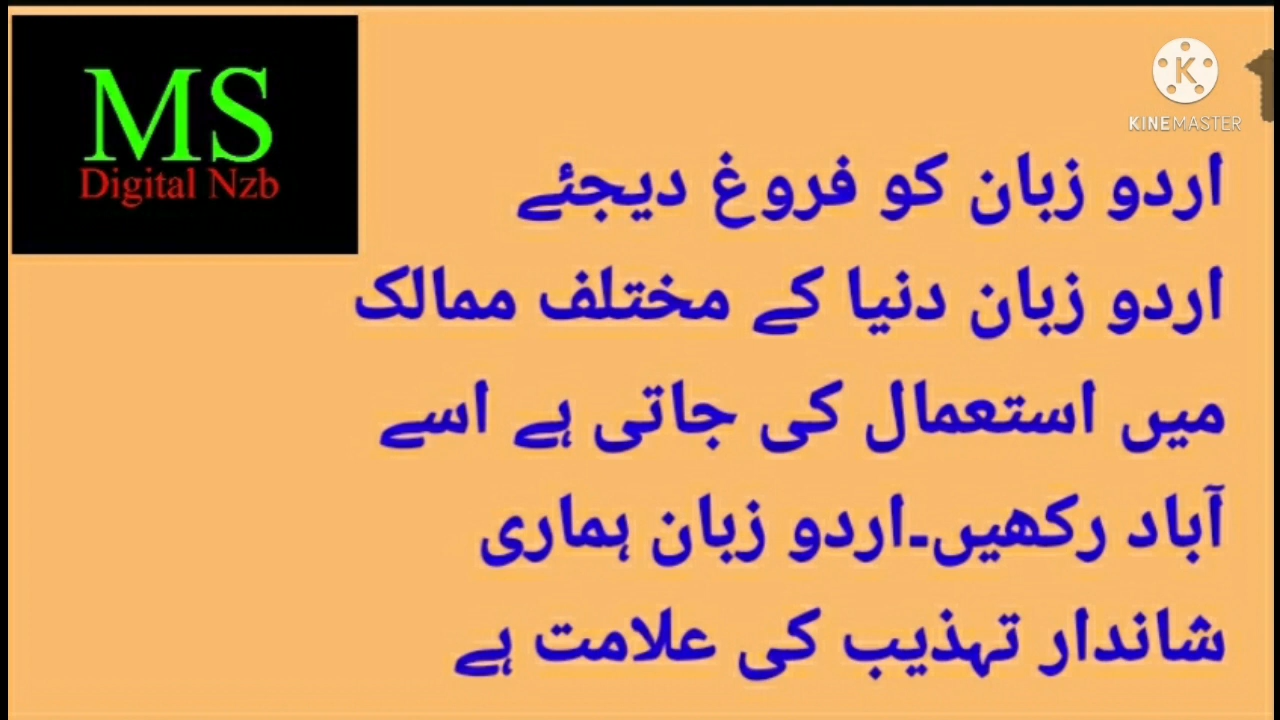 MS
Digital Nzb
KINEMASTER
اردو زبان کو فروغ دیجئے
اردو زبان دنیا کے مختلف ممالک
میں استعمال کی جاتی ہے اسے
آباد رکھیں۔اردو زبان ہماری
شاندار تہذیب کی علامت ہے